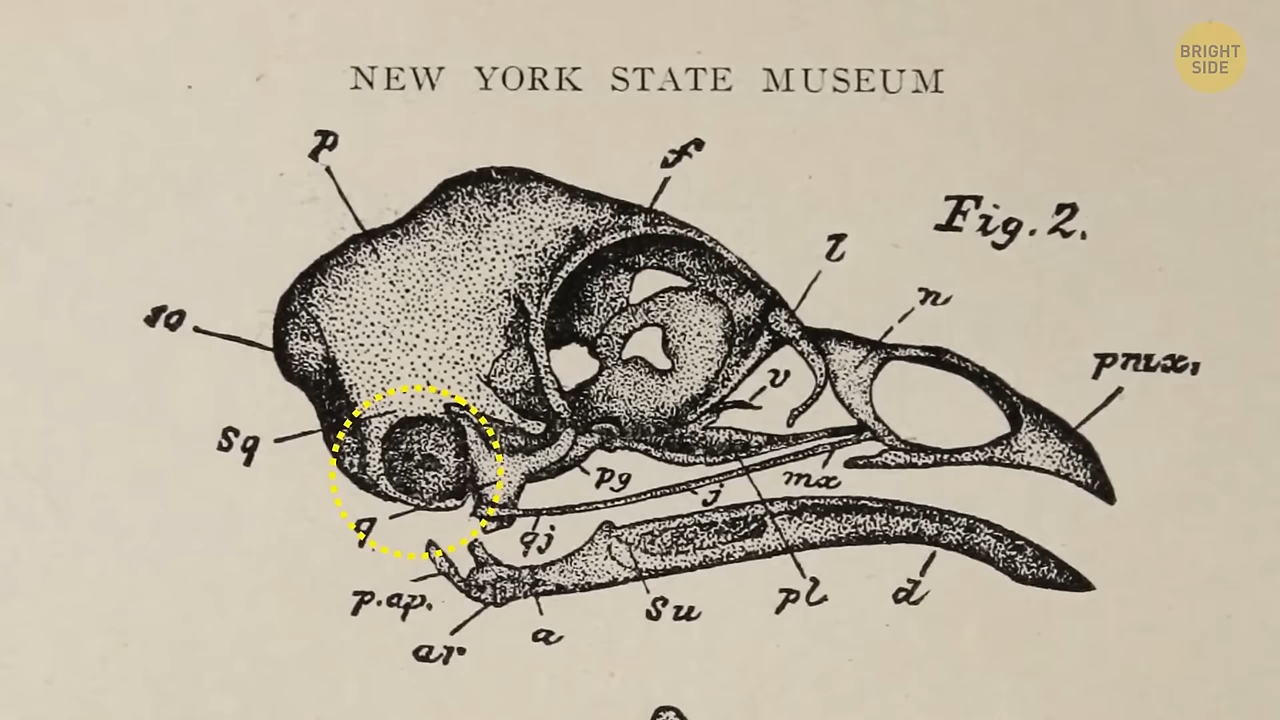 BRIGHT
SIDE
NEW YORK STATE MUSEUM
p
f
Fig. 2.
l
n
so
pmx.
v
sq
pg
mx
j
q
qj
p.ap.
su
pl
d
a
ar